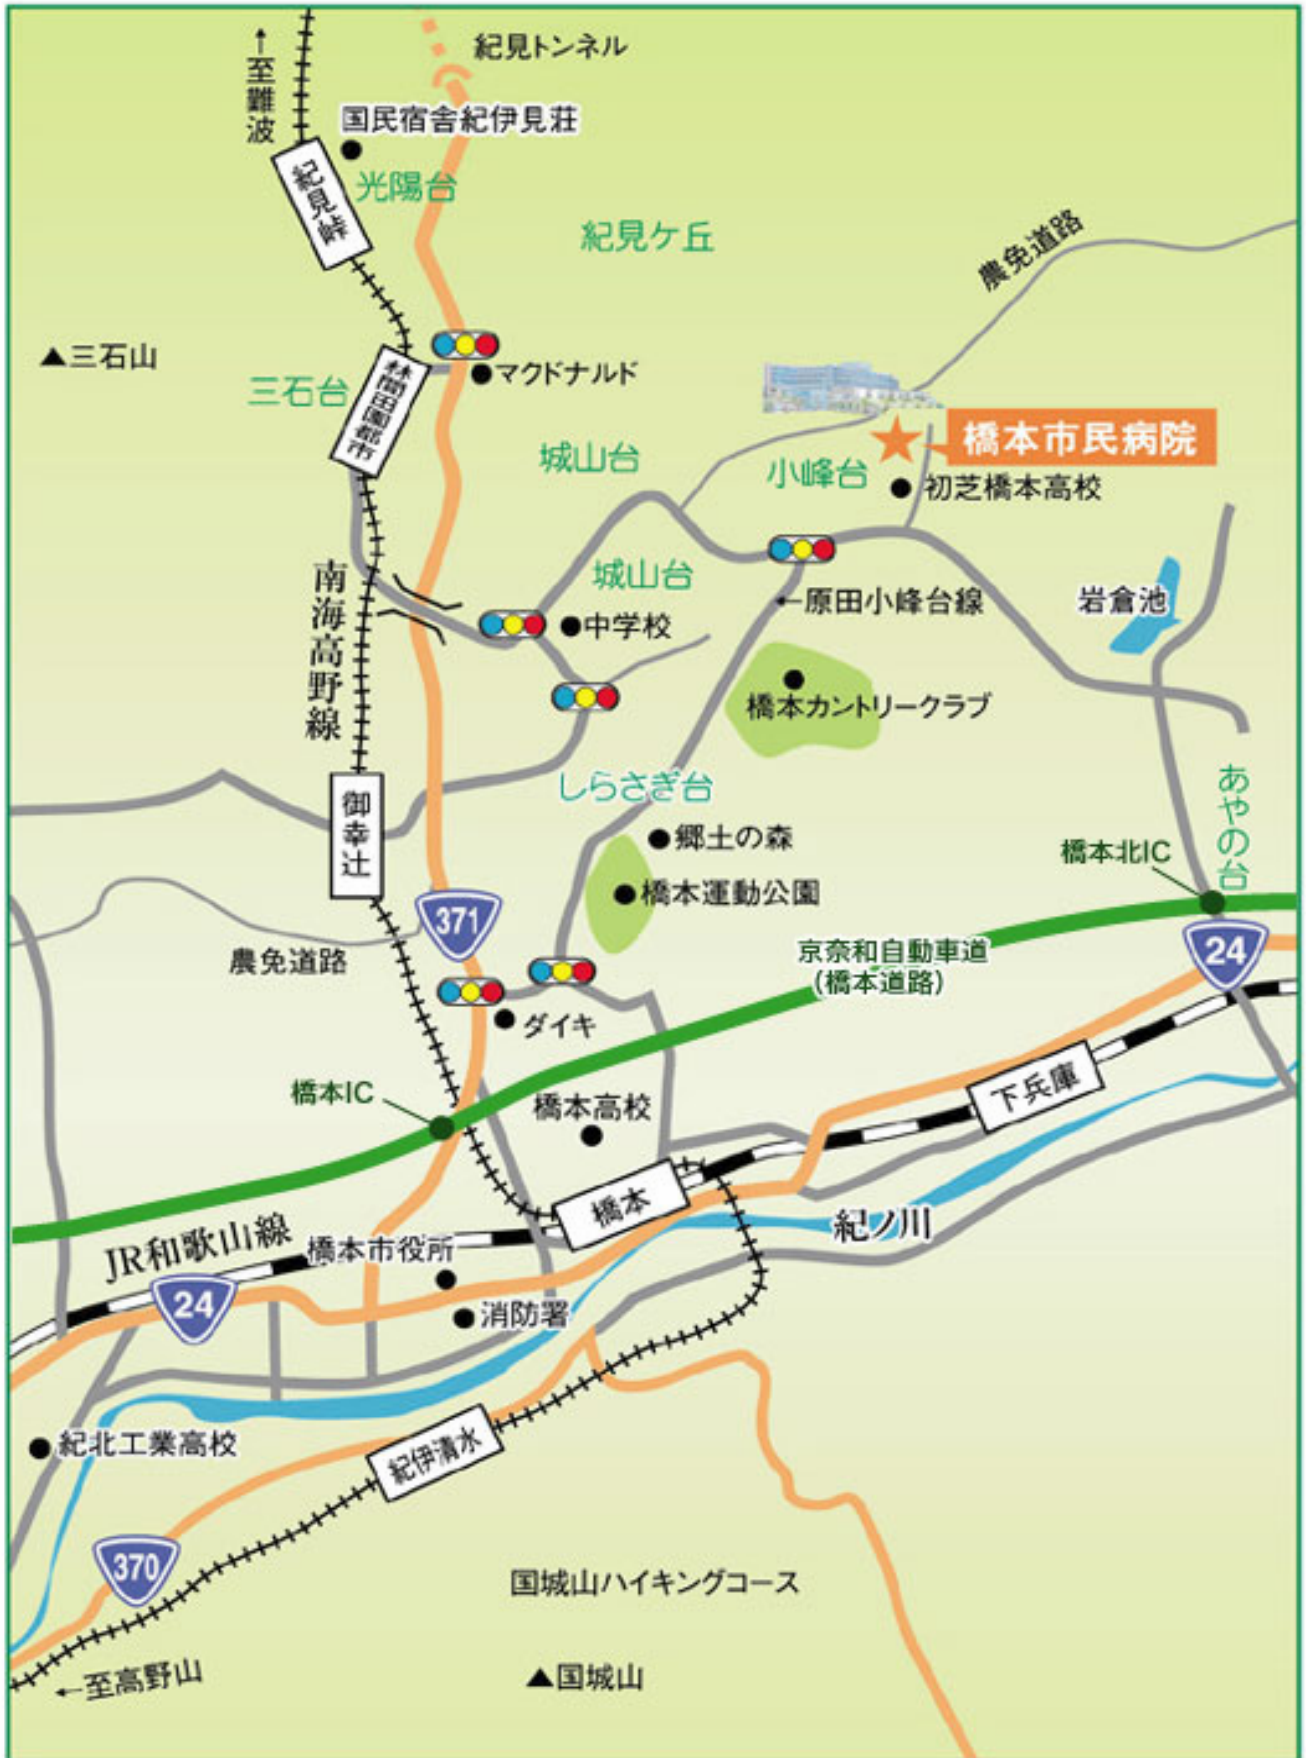 紀見トンネル
↑至難波
国民宿舎紀伊見荘
紀見峠
光陽台
紀見ケ丘
農免道路
▲三石山
マクドナルド
三石台
林間田園都市
橋本市民病院
城山台
小峰台
初芝橋本高校
城山台
南海高野線
←原田小峰台線
岩倉池
中学校
橋本カントリークラブ
しらさぎ台
あやの台
御幸辻
郷土の森
橋本北IC
橋本運動公園
371
24
農免道路
京奈和自動車道
(橋本道路)
ダイキ
橋本IC
橋本高校
下兵庫
橋本
紀ノ川
JR和歌山線
橋本市役所
24
消防署
紀北工業高校
紀伊清水
370
国城山ハイキングコース
←至高野山
▲国城山